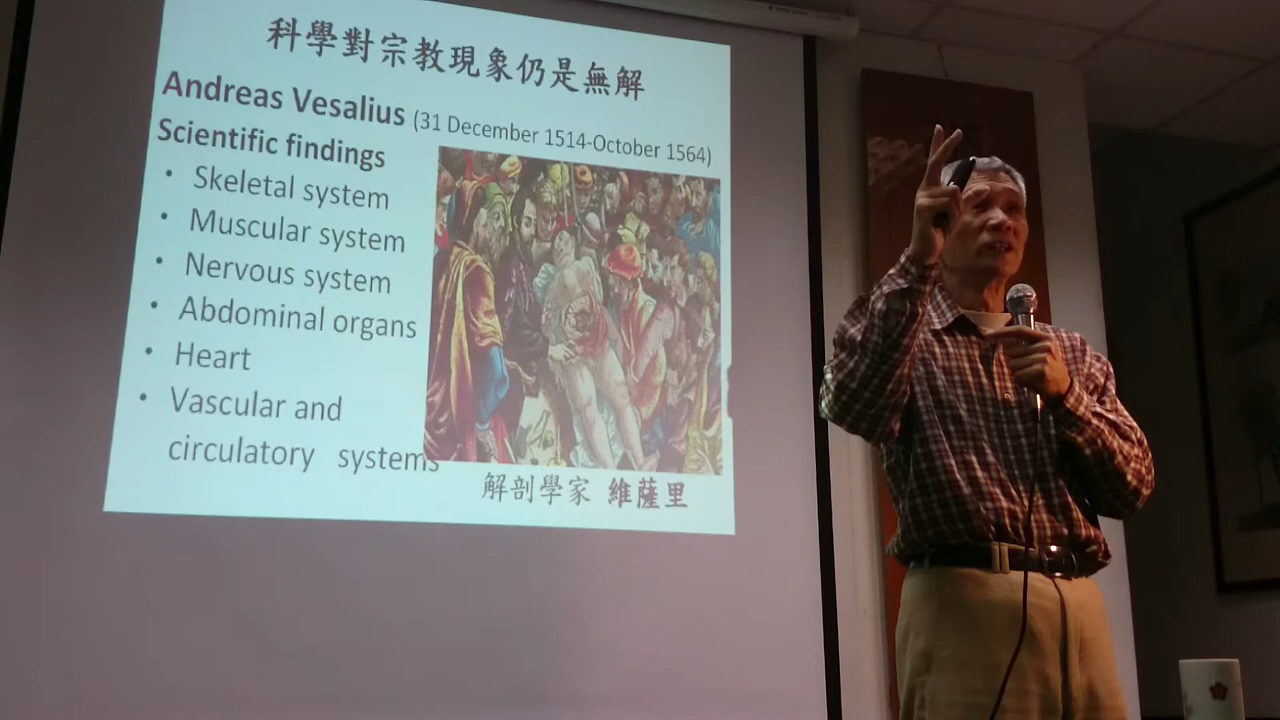 科學對宗教現象仍是無解
Andreas Vesalius (31 December 1514-October 1564)
Scientific findings
• Skeletal system
• Muscular system
• Nervous system
• Abdominal organs
• Heart
• Vascular and
circulatory systems
解剖學家 維薩里